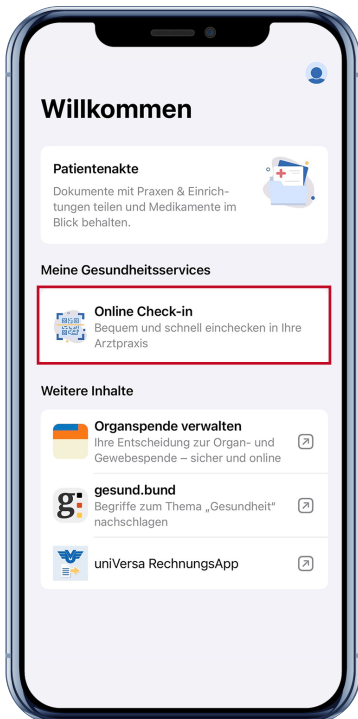 Willkommen
Patientenakte
Dokumente mit Praxen & Einrich-
tungen teilen und Medikamente im
Blick behalten.
Meine Gesundheitsservices
Online Check-in
Bequem und schnell einchecken in Ihre
Arztpraxis
Weitere Inhalte
Organspende verwalten
Ihre Entscheidung zur Organ- und
Gewebespende – sicher und online
g:
gesund.bund
Begriffe zum Thema „Gesundheit“
nachschlagen
uniVersa RechnungsApp